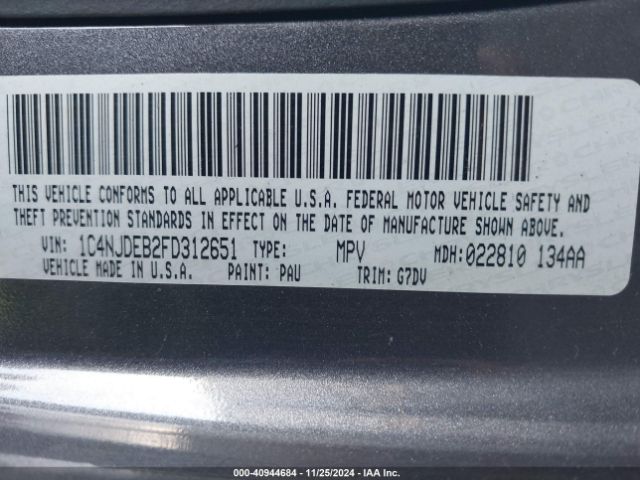 THIS VEHICLE CONFORMS TO ALL APPLICABLE U.S.A. FEDERAL MOTOR VEHICLE SAFETY AND
THEFT PREVENTION STANDARDS IN EFFECT ON THE DATE OF MANUFACTURE SHOWN ABOVE.
VIN: 1C4NJDEB2FD312651 TYPE: MPV MDH:022810 134AA
VEHICLE MADE IN U.S.A. PAINT: PAU TRIM: G7DV
000-40944684 | 11/25/2024 - IAA Inc.